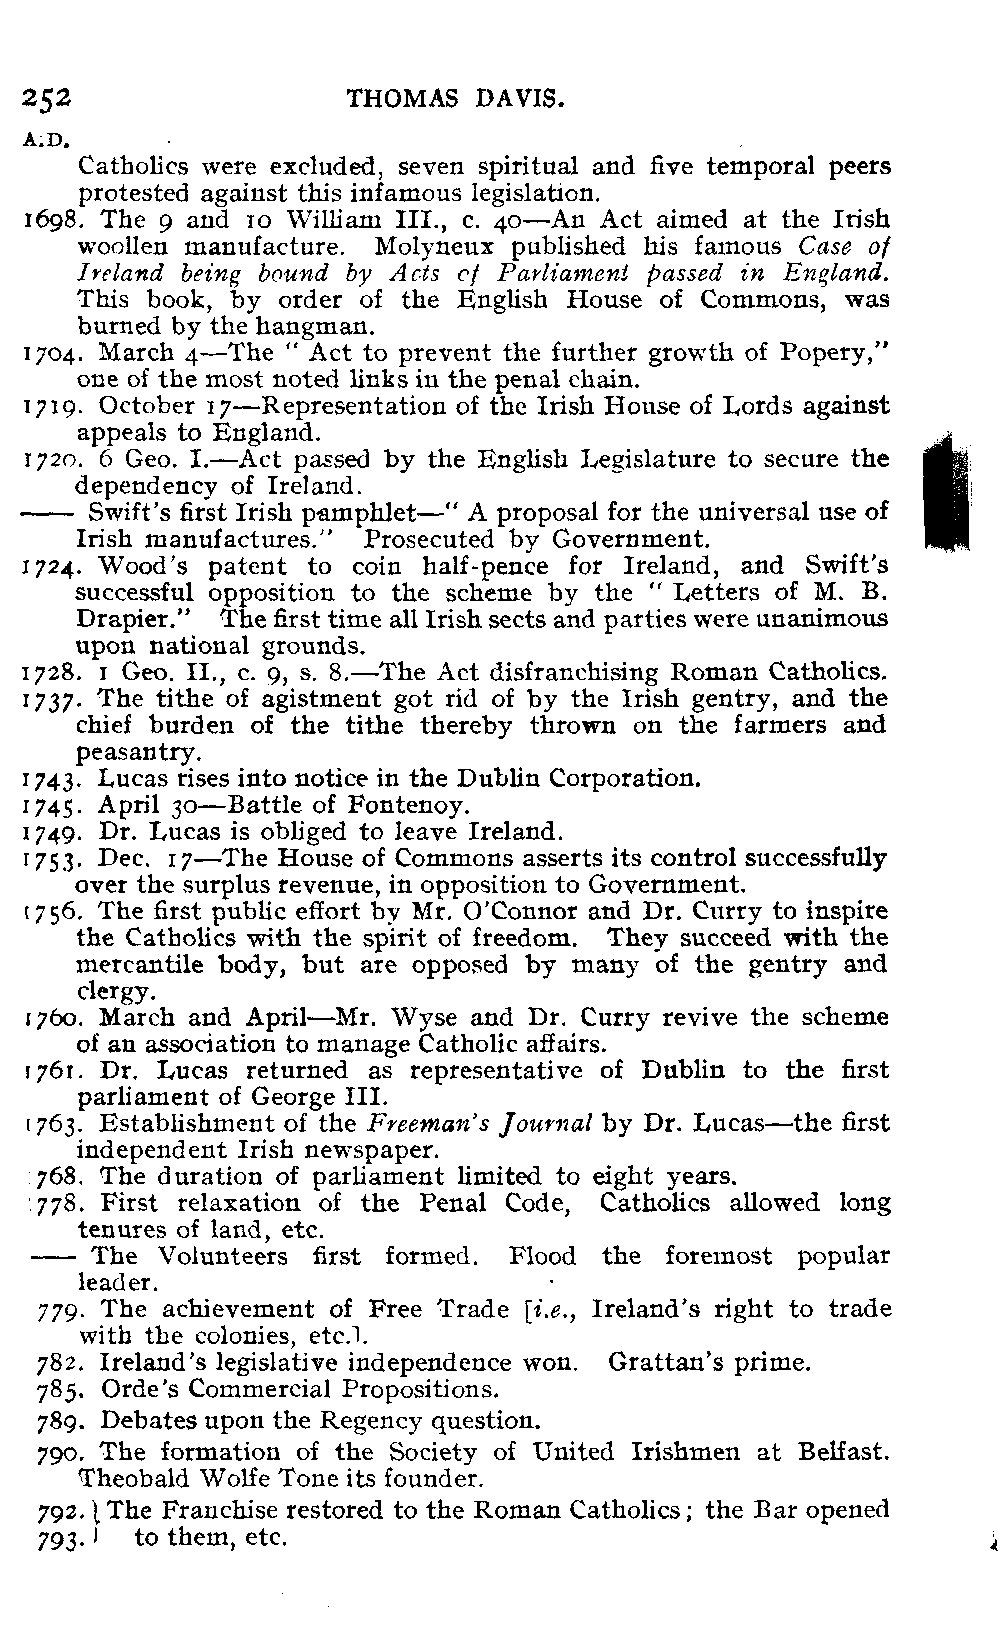 252 THOMAS DAVIS.
A.D.
Catholics were excluded, seven spiritual and five temporal peers
protested against this infamous legislation.
1698. The 9 and 10 William III., c. 40—An Act aimed at the Irish
woollen manufacture. Molyneux published his famous Case of
Ireland being bound by Acts of Parliament passed in England.
This book, by order of the English House of Commons, was
burned by the hangman.
1704. March 4—The " Act to prevent the further growth of Popery,"
one of the most noted links in the penal chain.
1719. October 17—Representation of the Irish House of Lords against
appeals to England.
1720. 6 Geo. I.—Act passed by the English Legislature to secure the
dependency of Ireland.
—— Swift's first Irish pamphlet—" A proposal for the universal use of
Irish manufactures." Prosecuted by Government.
1724. Wood's patent to coin half-pence for Ireland, and Swift's
successful opposition to the scheme by the " Letters of M. B.
Drapier." The first time all Irish sects and parties were unanimous
upon national grounds.
1728. 1 Geo. II., c. 9, s. 8.—The Act disfranchising Roman Catholics.
1737. The tithe of agistment got rid of by the Irish gentry, and the
chief burden of the tithe thereby thrown on the farmers and
peasantry.
1743. Lucas rises into notice in the Dublin Corporation.
1745. April 30—Battle of Fontenoy.
1749. Dr. Lucas is obliged to leave Ireland.
1753. Dec. 17—The House of Commons asserts its control successfully
over the surplus revenue, in opposition to Government.
1756. The first public effort by Mr. O'Connor and Dr. Curry to inspire
the Catholics with the spirit of freedom. They succeed with the
mercantile body, but are opposed by many of the gentry and
clergy.
1760. March and April—Mr. Wyse and Dr. Curry revive the scheme
of an association to manage Catholic affairs.
1761. Dr. Lucas returned as representative of Dublin to the first
parliament of George III.
1763. Establishment of the Freeman's Journal by Dr. Lucas—the first
independent Irish newspaper.
768. The duration of parliament limited to eight years.
778. First relaxation of the Penal Code, Catholics allowed long
tenures of land, etc.
—— The Volunteers first formed. Flood the foremost popular
leader.
779. The achievement of Free Trade [i.e., Ireland's right to trade
with the colonies, etc.].
782. Ireland's legislative independence won. Grattan's prime.
785. Orde's Commercial Propositions.
789. Debates upon the Regency question.
790. The formation of the Society of United Irishmen at Belfast.
Theobald Wolfe Tone its founder.
792. } The Franchise restored to the Roman Catholics; the Bar opened
793. } to them, etc.